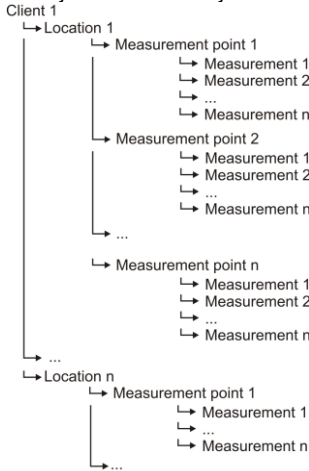 Client 1
Location 1
Measurement point 1
Measurement 1
Measurement 2
...
Measurement n
Measurement point 2
Measurement 1
Measurement 2
...
Measurement n
...
Measurement point n
Measurement 1
Measurement 2
...
Measurement n
...
Location n
Measurement point 1
Measurement 1
...
Measurement n
...